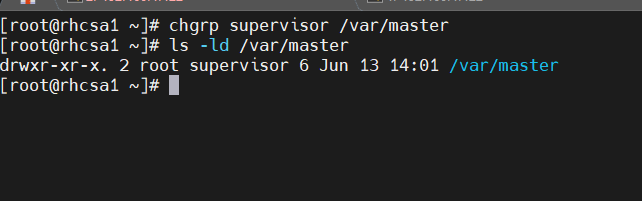 [root@rhcsa1 ~]# chgrp supervisor /var/master
[root@rhcsa1 ~]# ls -ld /var/master
drwxr-xr-x. 2 root supervisor 6 Jun 13 14:01 /var/master
[root@rhcsa1 ~]#